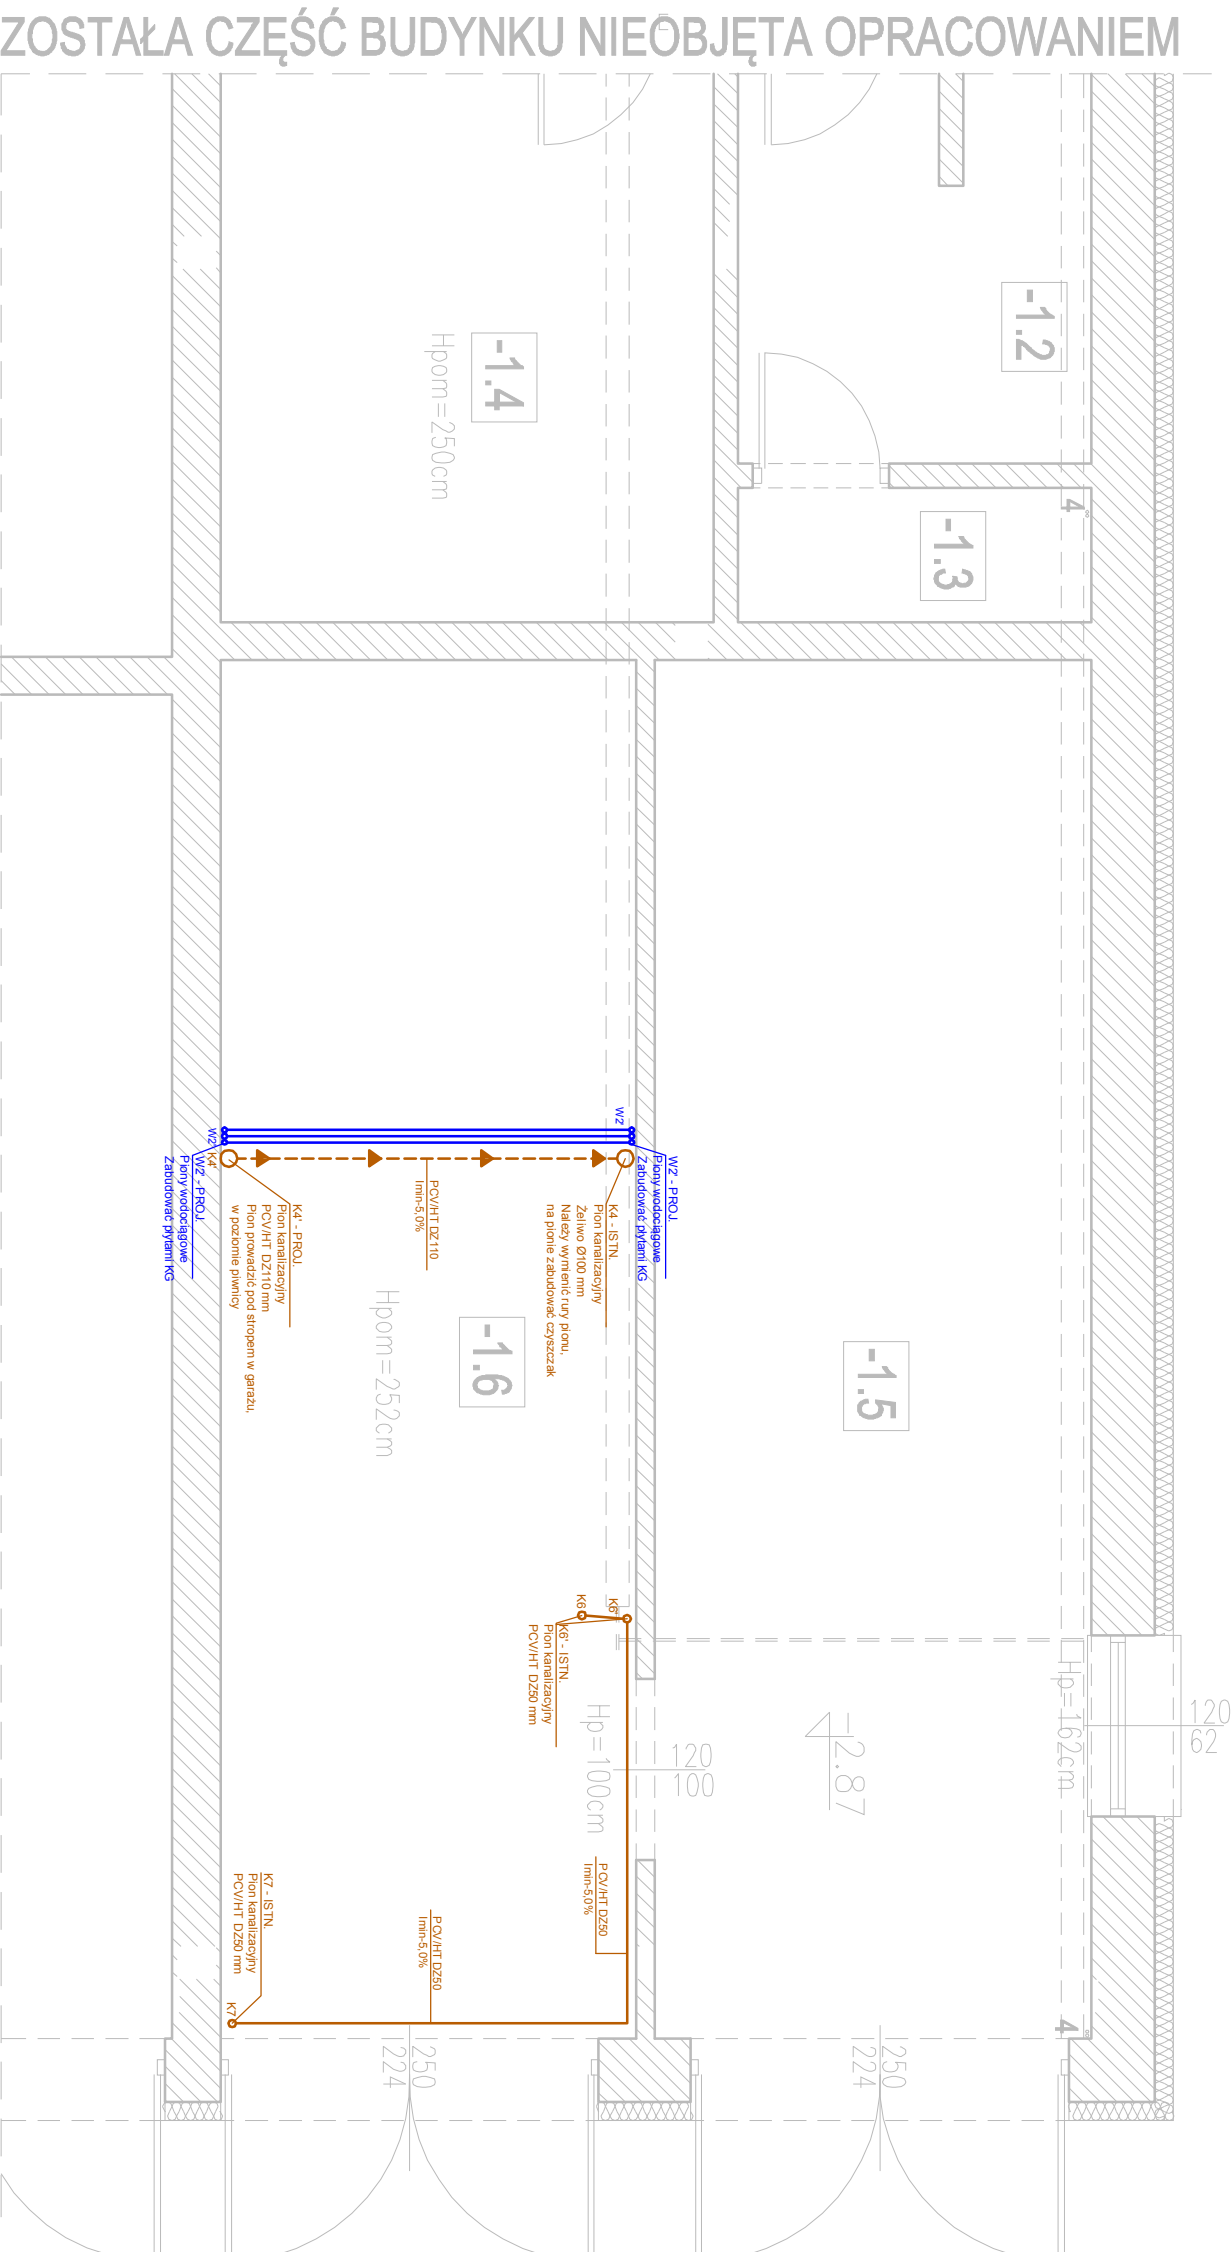 ZOSTAŁA CZĘŚĆ BUDYNKU NIEOBJĘTA OPRACOWANIEM
-1.2
-1.4
Hpom=250cm
4
-1.3
W2'
W2
W2' - PROJ.
Piony wodociągowe
Zabudować płytami KG
W2' - PROJ.
Piony wodociągowe
Zabudować płytami KG
K4'
K4' - PROJ.
Pion kanalizacyjny
PCV/HT DZ110 mm
Pion prowadzić pod stropem w garażu,
w poziomie piwnicy
PCV/HT DZ110
Imin-5,0%
K4 - ISTN.
Pion kanalizacyjny
Żeliwo Ø100 mm
Należy wymienić rury pionu,
na pionie zabudować czyszczak
Hpom=252cm
-1.6
-1.5
K6
K6'
K6' - ISTN.
Pion kanalizacyjny
PCV/HT DZ50 mm
Hp=100cm
120
100
-2.87
Hp=162cm
120
62
PCV/HT DZ50
Imin-5,0%
K7 - ISTN.
Pion kanalizacyjny
PCV/HT DZ50 mm
PCV/HT DZ50
Imin-5,0%
K7
4
250
224
250
224